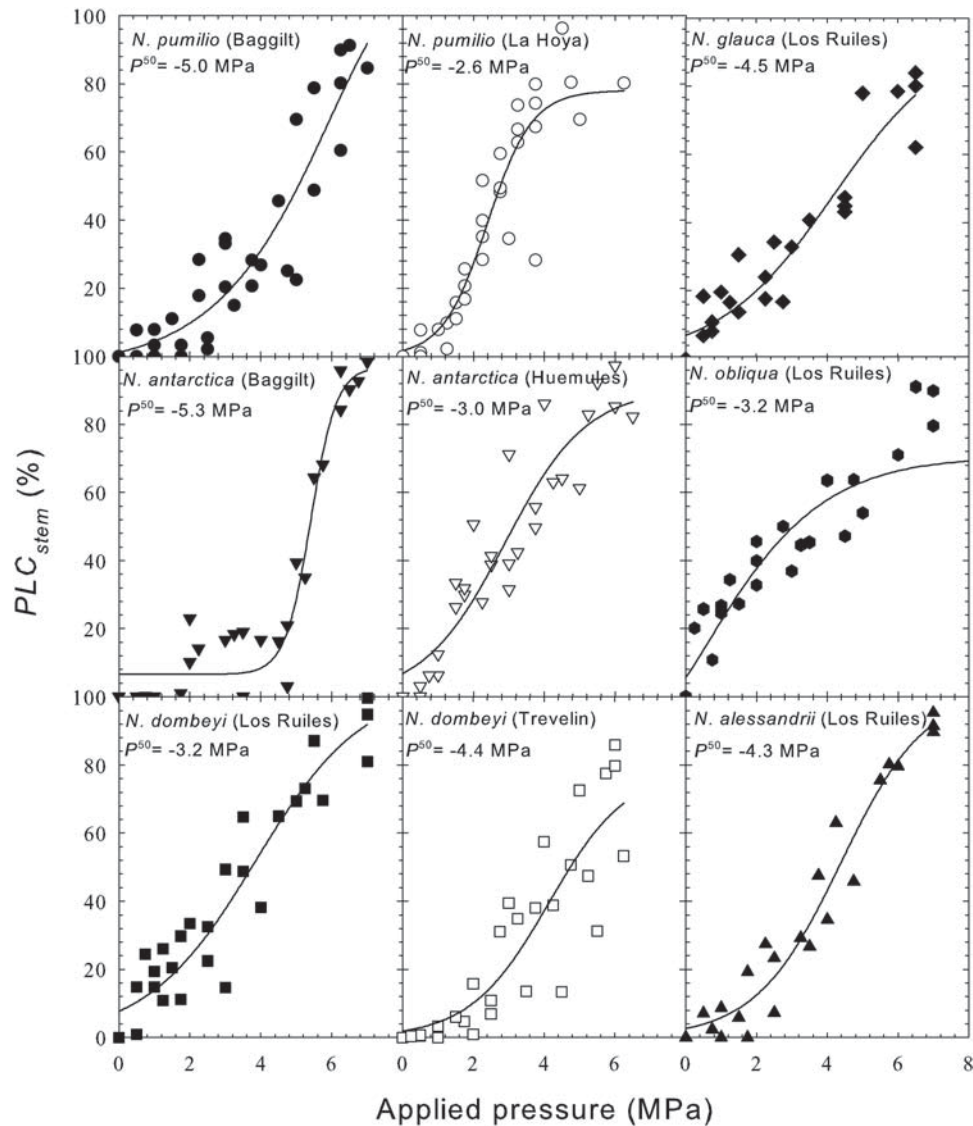 100
80
60
40
20
N. pumilio (Baggilt)
P50= -5.0 MPa
N. pumilio (La Hoya)
P50= -2.6 MPa
N. glauca (Los Ruiles)
P50= -4.5 MPa
PLCstem (%)
100
80
60
40
20
N. antarctica (Baggilt)
P50= -5.3 MPa
N. antarctica (Huemules)
P50= -3.0 MPa
N. obliqua (Los Ruiles)
P50= -3.2 MPa
100
80
60
40
20
0
N. dombeyi (Los Ruiles)
P50= -3.2 MPa
N. dombeyi (Trevelin)
P50= -4.4 MPa
N. alessandrii (Los Ruiles)
P50= -4.3 MPa
0 2 4 6 0 2 4 6 0 2 4 6 8
Applied pressure (MPa)